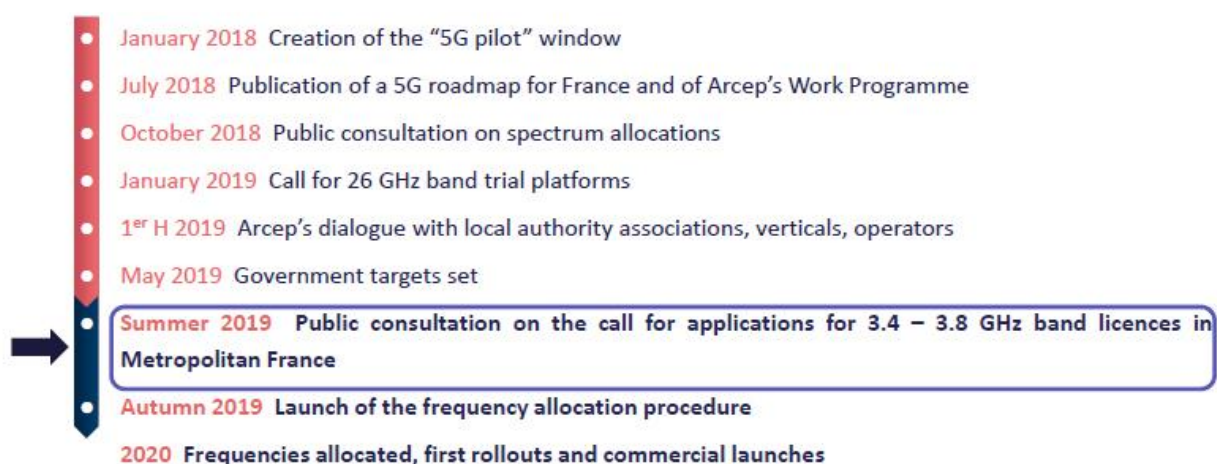 January 2018 Creation of the “5G pilot” window
July 2018 Publication of a 5G roadmap for France and of Arcep’s Work Programme
October 2018 Public consultation on spectrum allocations
January 2019 Call for 26 GHz band trial platforms
1er H 2019 Arcep’s dialogue with local authority associations, verticals, operators
May 2019 Government targets set
Summer 2019 Public consultation on the call for applications for 3.4 – 3.8 GHz band licences in
Metropolitan France
Autumn 2019 Launch of the frequency allocation procedure
2020 Frequencies allocated, first rollouts and commercial launches